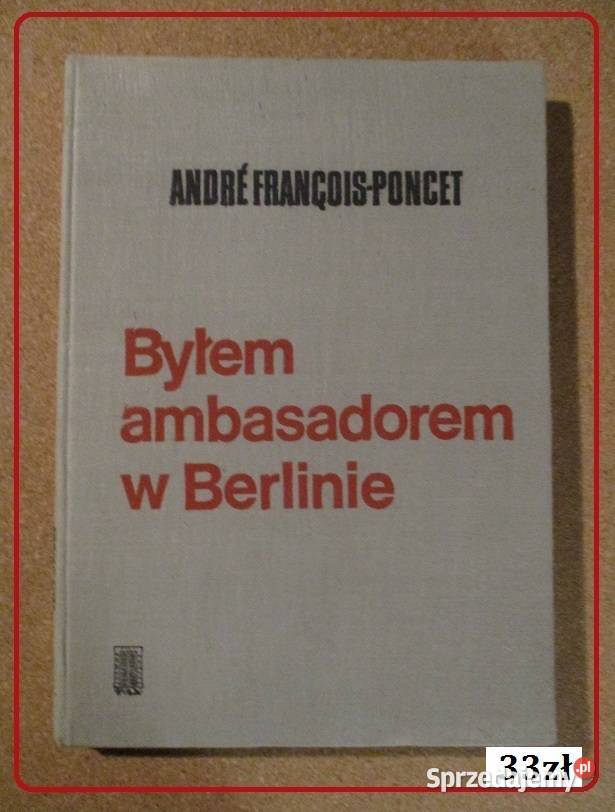 ANDRÉ FRANÇOIS-PONCET
Byłem
ambasadorem
w Berlinie
33zł
Sprzedajemy.pl